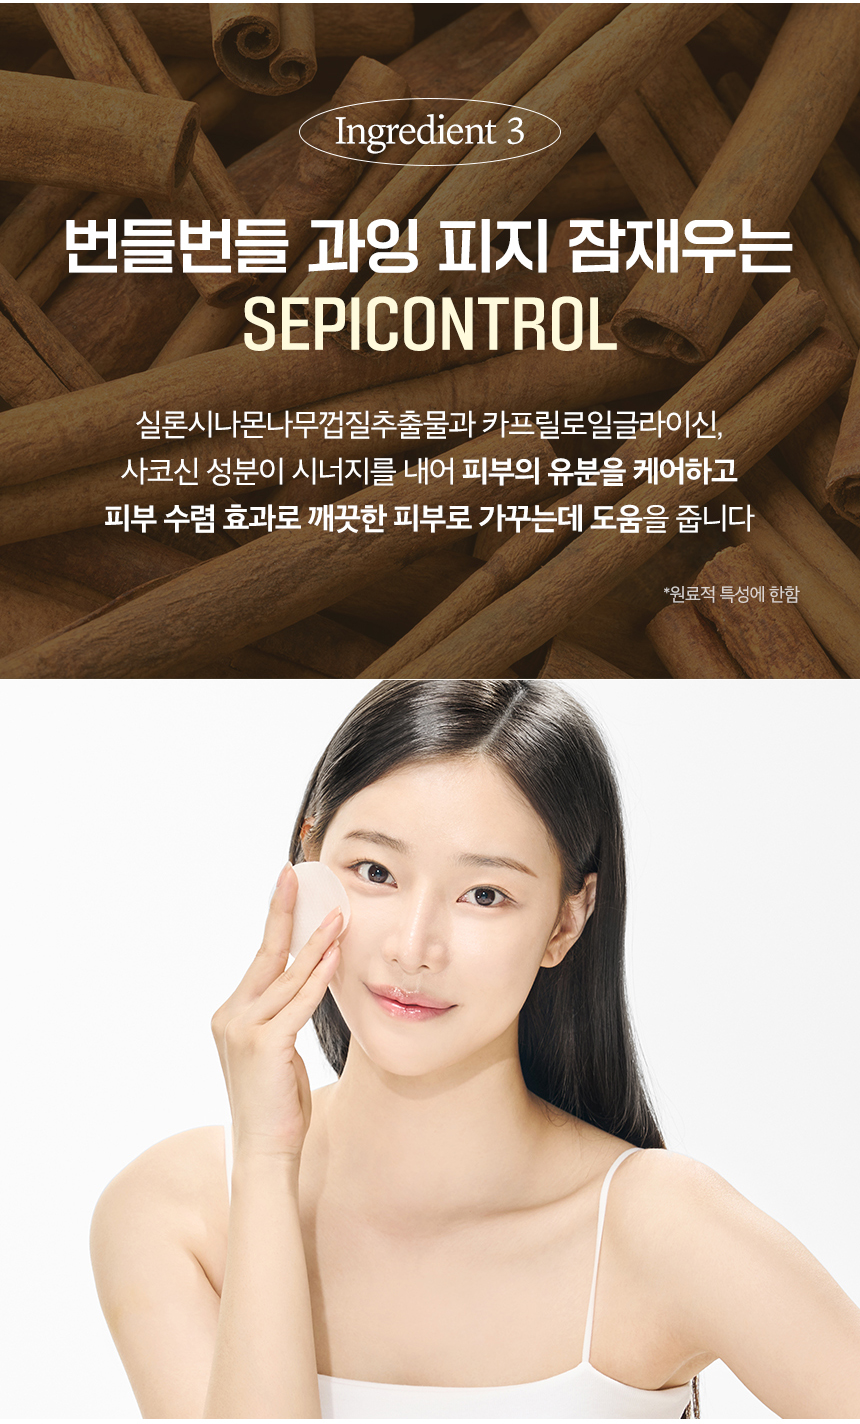 Ingredient 3
번들번들 과잉 피지 잠재우는
SEPICONTROL
실론시나몬나무껍질추출물과 카프릴로일글라이신,
사코신 성분이 시너지를 내어 피부의 유분을 케어하고
피부 수렴 효과로 깨끗한 피부로 가꾸는데 도움을 줍니다
*원료적 특성에 한함